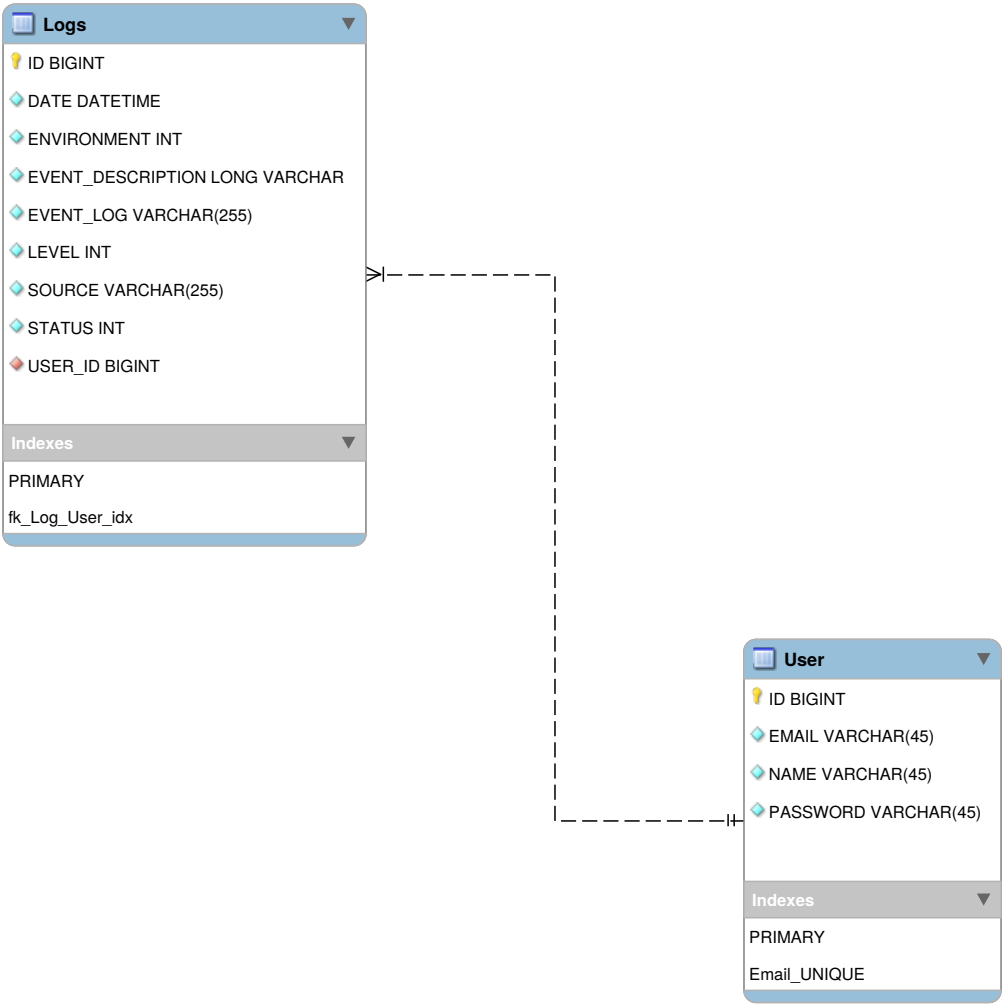 Logs
ID BIGINT
DATE DATETIME
ENVIRONMENT INT
EVENT_DESCRIPTION LONG VARCHAR
EVENT_LOG VARCHAR(255)
LEVEL INT
SOURCE VARCHAR(255)
STATUS INT
USER_ID BIGINT
Indexes
PRIMARY
fk_Log_User_idx
User
ID BIGINT
EMAIL VARCHAR(45)
NAME VARCHAR(45)
PASSWORD VARCHAR(45)
Indexes
PRIMARY
Email_UNIQUE